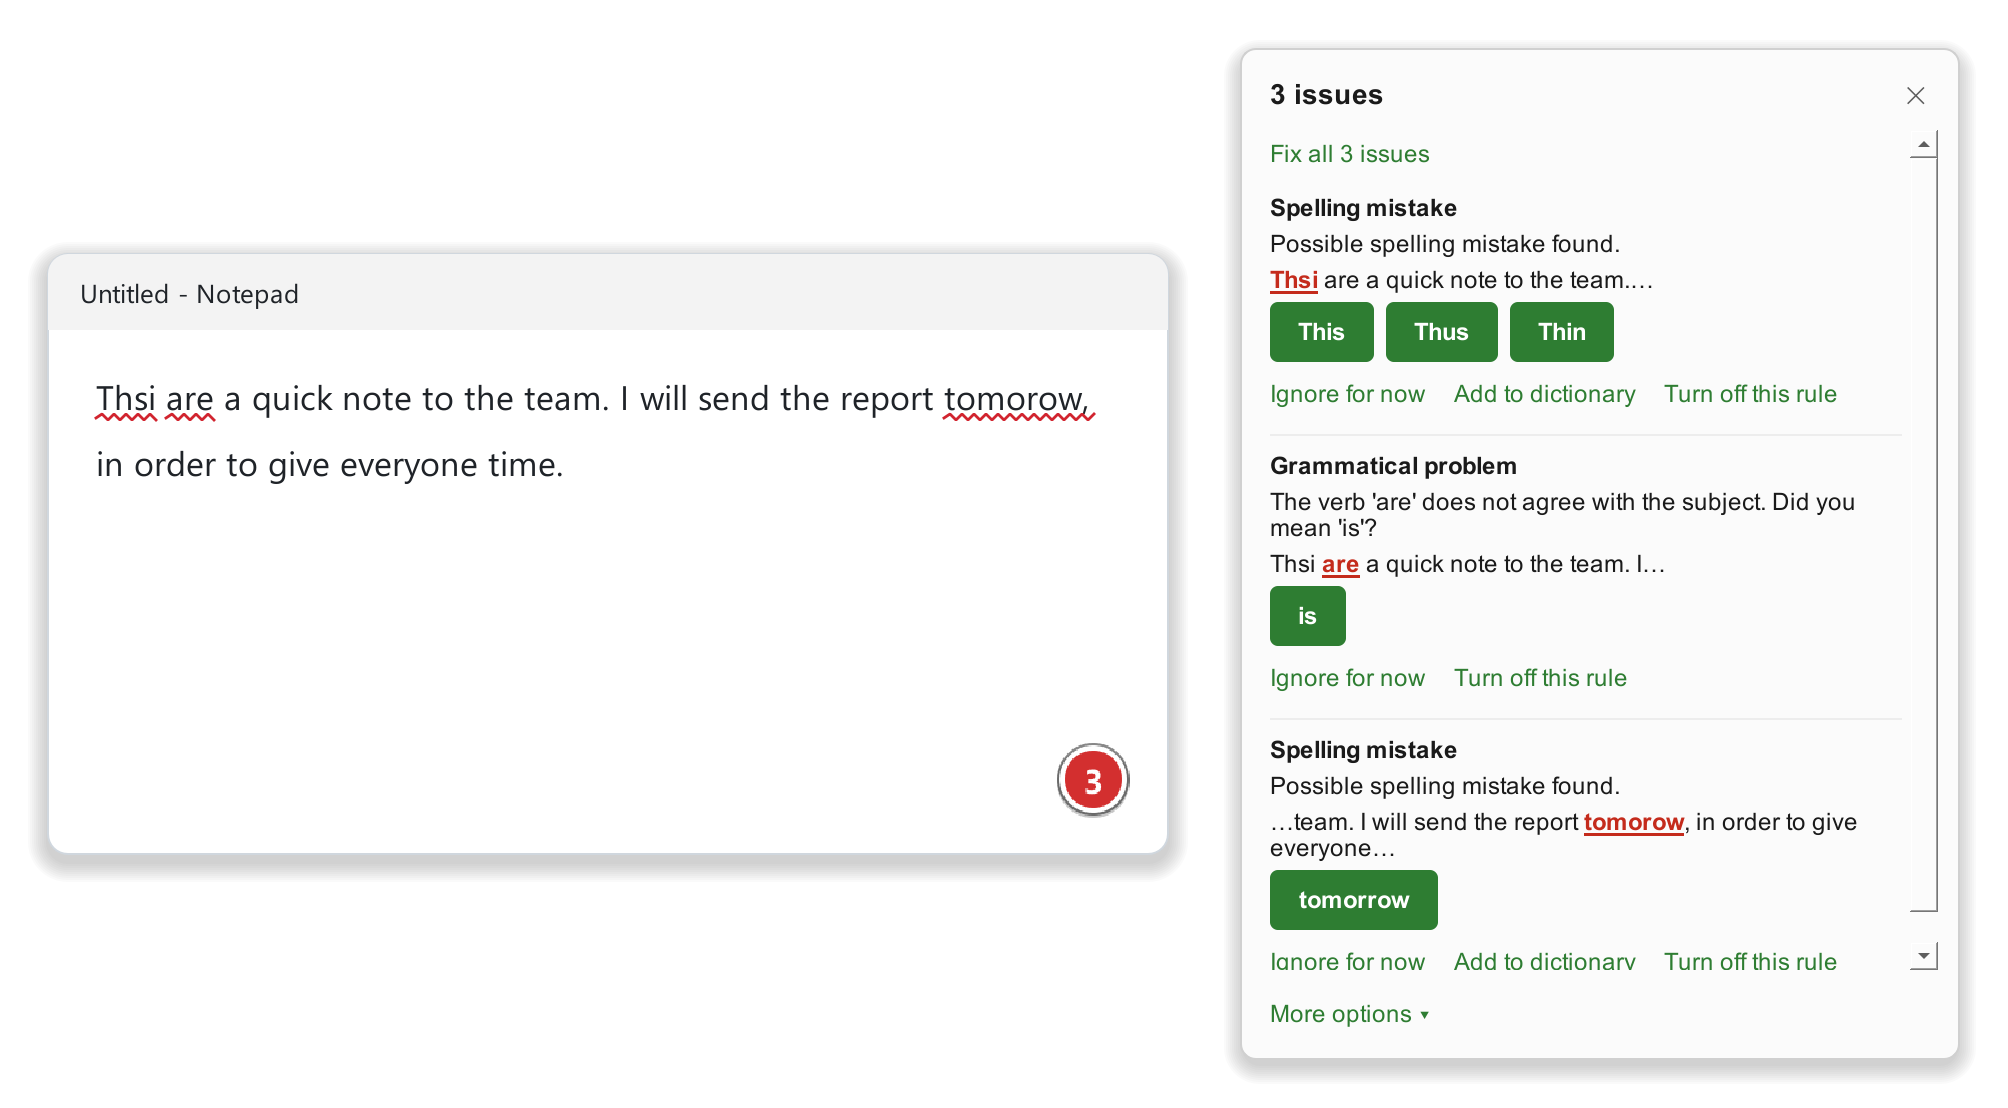 Untitled - Notepad
Thsi are a quick note to the team. I will send the report tomorow,
in order to give everyone time.
3
3 issues
Fix all 3 issues
Spelling mistake
Possible spelling mistake found.
Thsi are a quick note to the team.…
This Thus Thin
Ignore for now Add to dictionary Turn off this rule
Grammatical problem
The verb 'are' does not agree with the subject. Did you
mean 'is'?
Thsi are a quick note to the team. I…
is
Ignore for now Turn off this rule
Spelling mistake
Possible spelling mistake found.
…team. I will send the report tomorow, in order to give
everyone…
tomorrow
Ignore for now Add to dictionary Turn off this rule
More options ▾